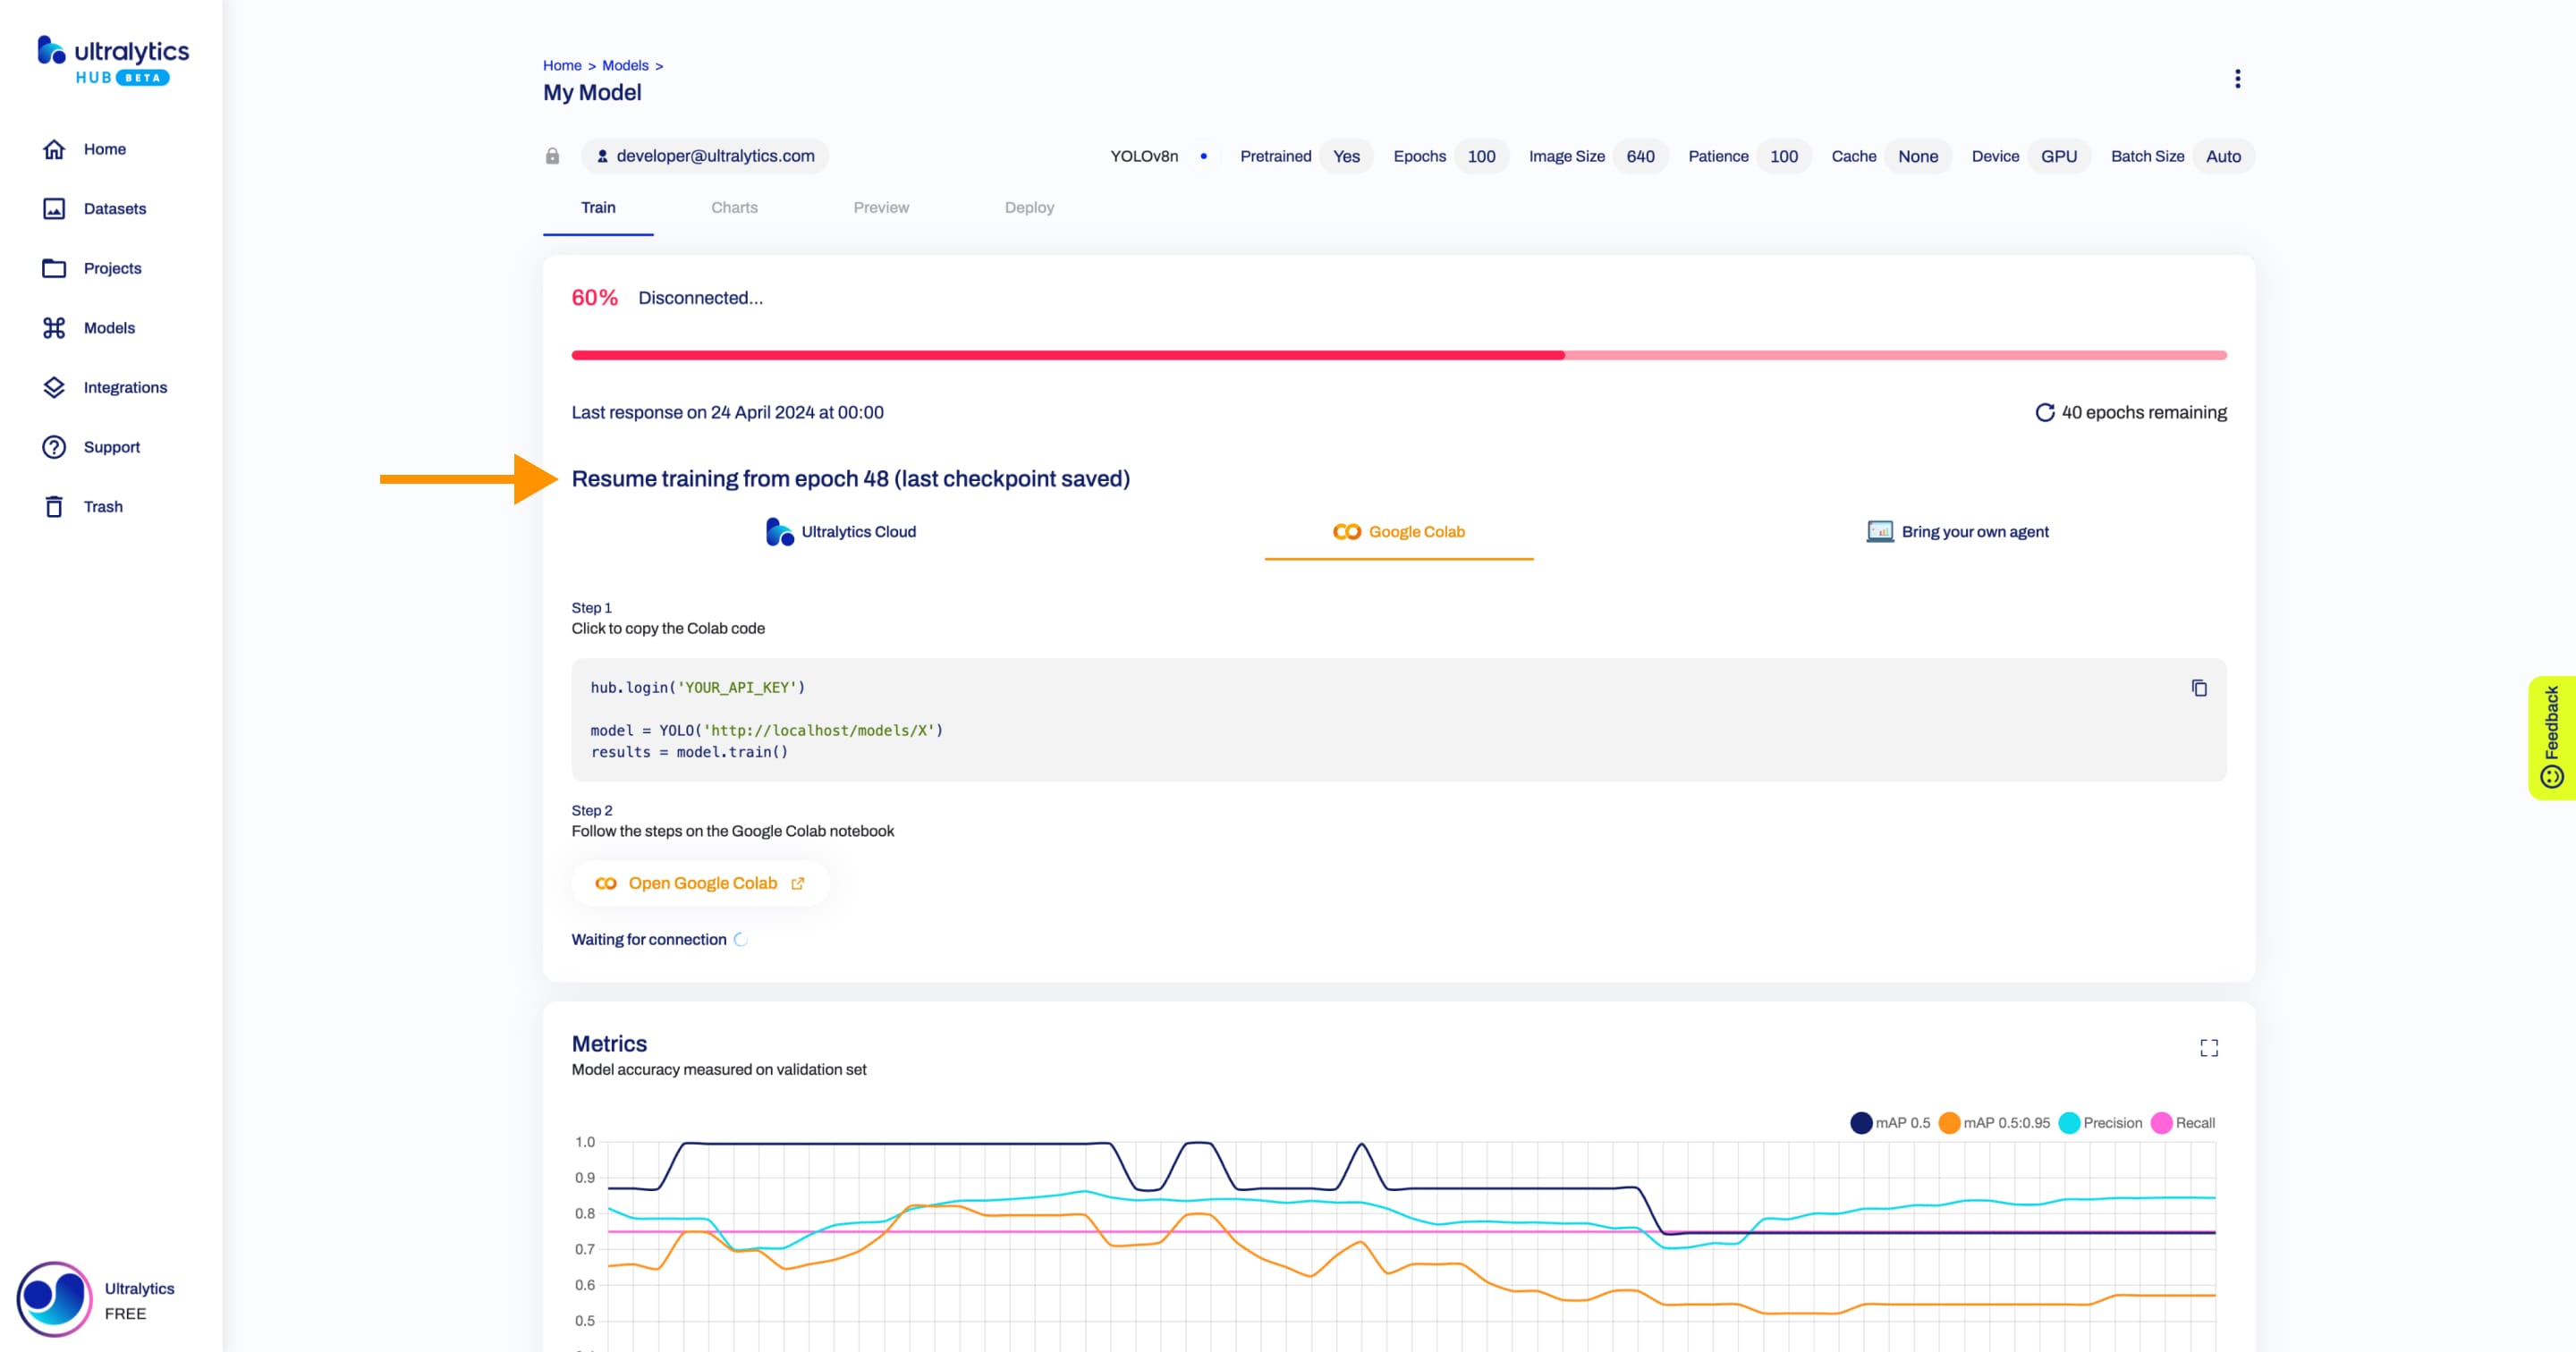 ultralytics
HUB BETA
Home
Datasets
Projects
Models
Integrations
Support
Trash
Ultralytics
FREE
Home > Models >
My Model
developer@ultralytics.com
YOLOv8n Pretrained Yes Epochs 100 Image Size 640 Patience 100 Cache None Device GPU Batch Size Auto
Train Charts Preview Deploy
60% Disconnected...
Last response on 24 April 2024 at 00:00
40 epochs remaining
Resume training from epoch 48 (last checkpoint saved)
Ultralytics Cloud Google Colab Bring your own agent
Step 1
Click to copy the Colab code
hub.login('YOUR_API_KEY')
model = YOLO('http://localhost/models/X')
results = model.train()
Step 2
Follow the steps on the Google Colab notebook
Open Google Colab
Waiting for connection
Metrics
Model accuracy measured on validation set
mAP 0.5 mAP 0.5:0.95 Precision Recall
1.0
0.9
0.8
0.7
0.6
0.5
Feedback